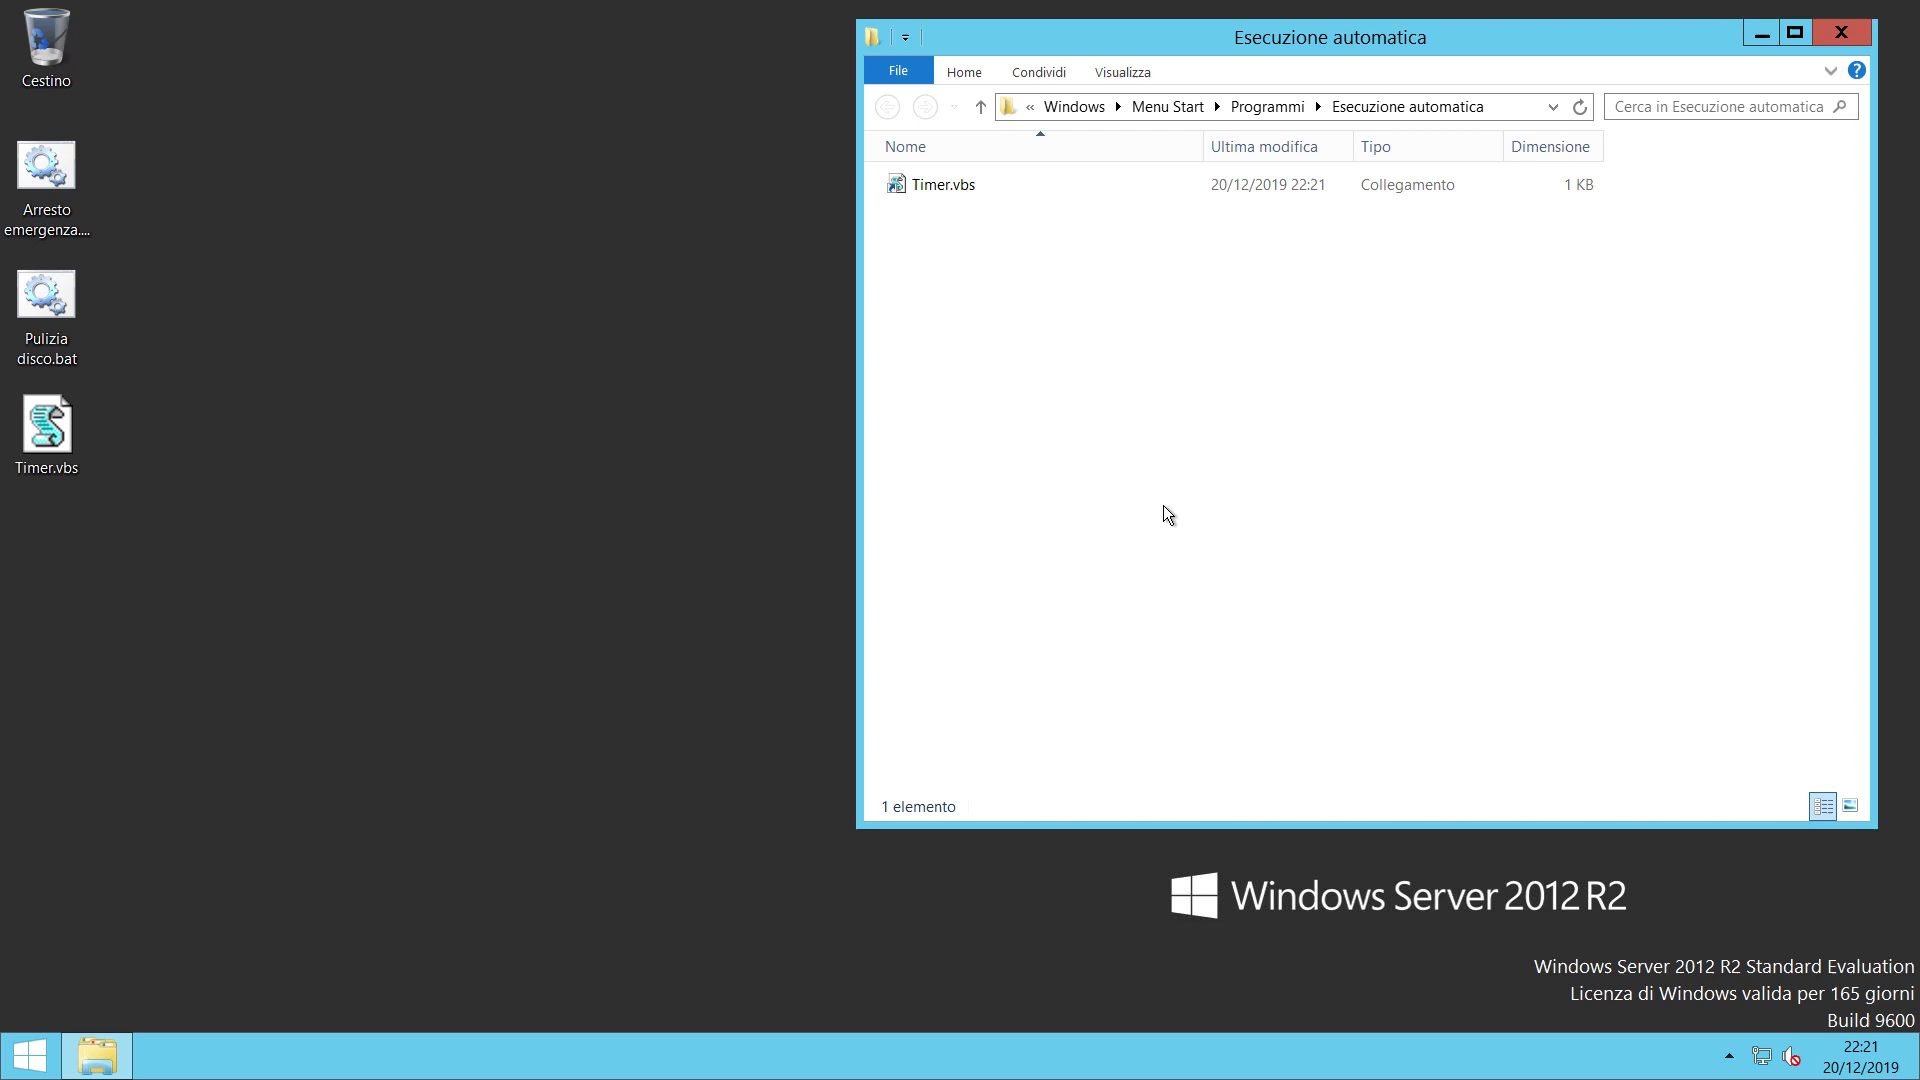 Cestino
Arresto
emergenza....
Pulizia
disco.bat
Timer.vbs
Esecuzione automatica
File
Home
Condividi
Visualizza
« Windows Menu Start Programmi Esecuzione automatica
Cerca in Esecuzione automatica
Nome
Ultima modifica
Tipo
Dimensione
Timer.vbs
20/12/2019 22:21
Collegamento
1 KB
1 elemento
Windows Server 2012 R2
Windows Server 2012 R2 Standard Evaluation
Licenza di Windows valida per 165 giorni
Build 9600
22:21
20/12/2019